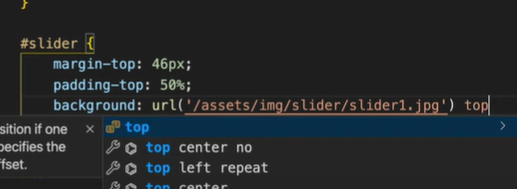 }
#slider {
margin-top: 46px;
padding-top: 50%;
background: url('/assets/img/slider/slider1.jpg') top
sition if one
pecifies the
ffset.
top
top center no
top left repeat
top center